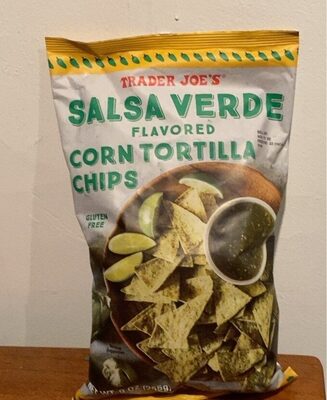 TRADER JOE'S
SALSA VERDE
FLAVORED
CORN TORTILLA
CHIPS
GLUTEN
FREE